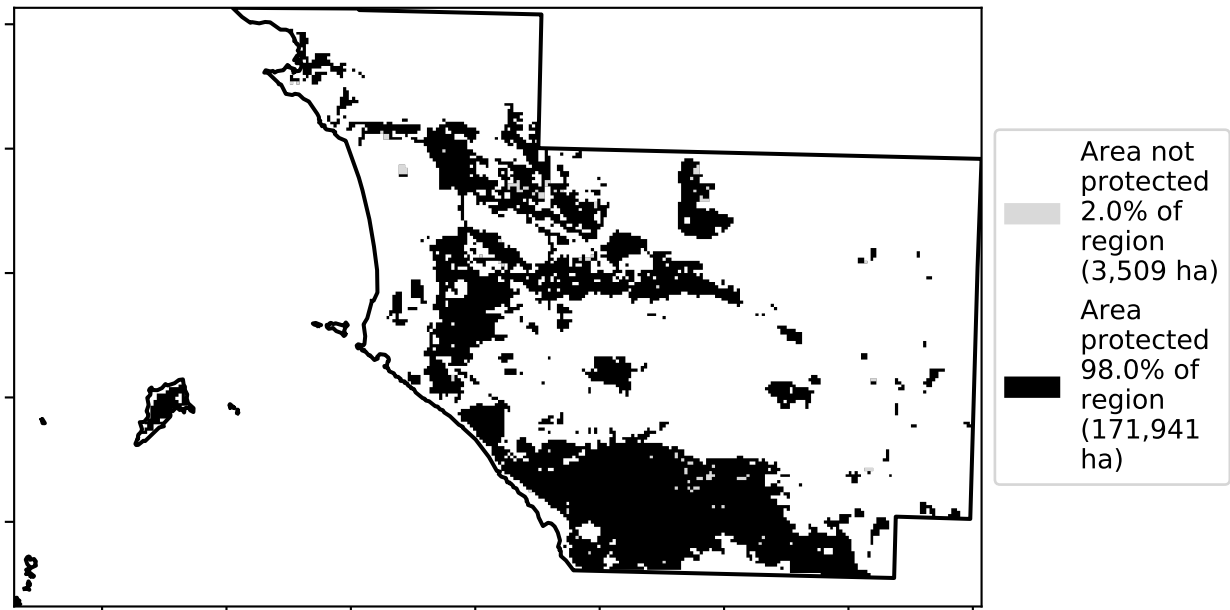 Area not
protected
2.0% of
region
(3,509 ha)
Area
protected
98.0% of
region
(171,941
ha)